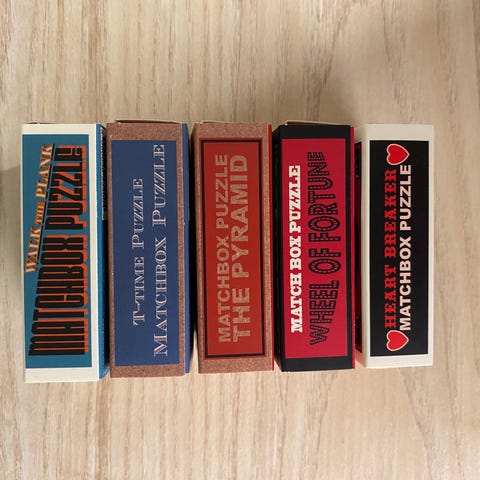 WALK THE PLANK
MATCHBOX PUZZLE!
T-TIME PUZZLE
MATCHBOX PUZZLE
MATCHBOX PUZZLE
THE PYRAMID
MATCH BOX PUZZLE
WHEEL OF FORTUNE
HEART BREAKER
MATCHBOX PUZZLE